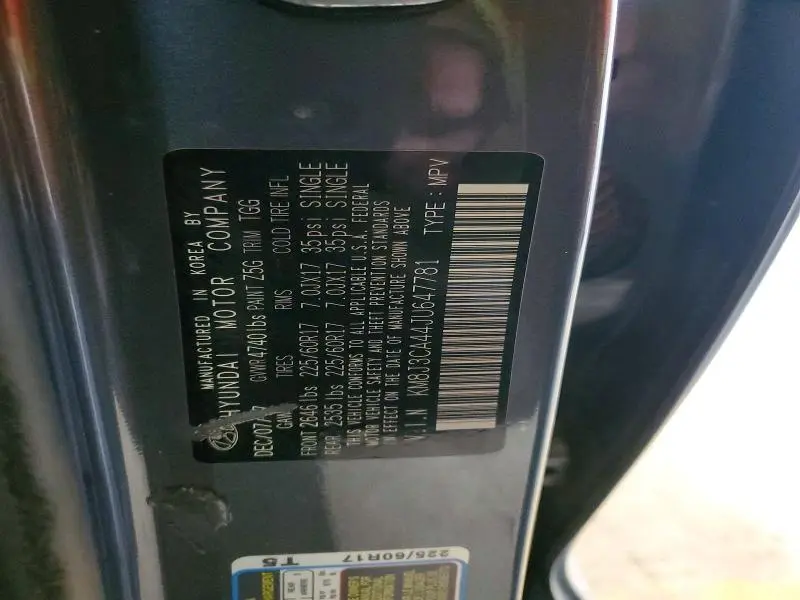 MANUFACTURED IN KOREA BY
HYUNDAI MOTOR COMPANY
DEC/07/ 7 GVWR 4740 lbs PAINT Z5G TRIM TGG
TIRES RIMS COLD TIRE INFL
FRONT 2646 lbs 225/60R17 7.0JX17 35psi SINGLE
REAR 2535 lbs 225/60R17 7.0JX17 35psi SINGLE
THIS VEHICLE CONFORMS TO ALL APPLICABLE U.S.A. FEDERAL
MOTOR VEHICLE SAFETY AND THEFT PREVENTION STANDARDS
IN EFFECT ON THE DATE OF MANUFACTURE SHOWN ABOVE
V.I.N KM8J3CA44JU647781 TYPE : MPV
225/60R17
T5